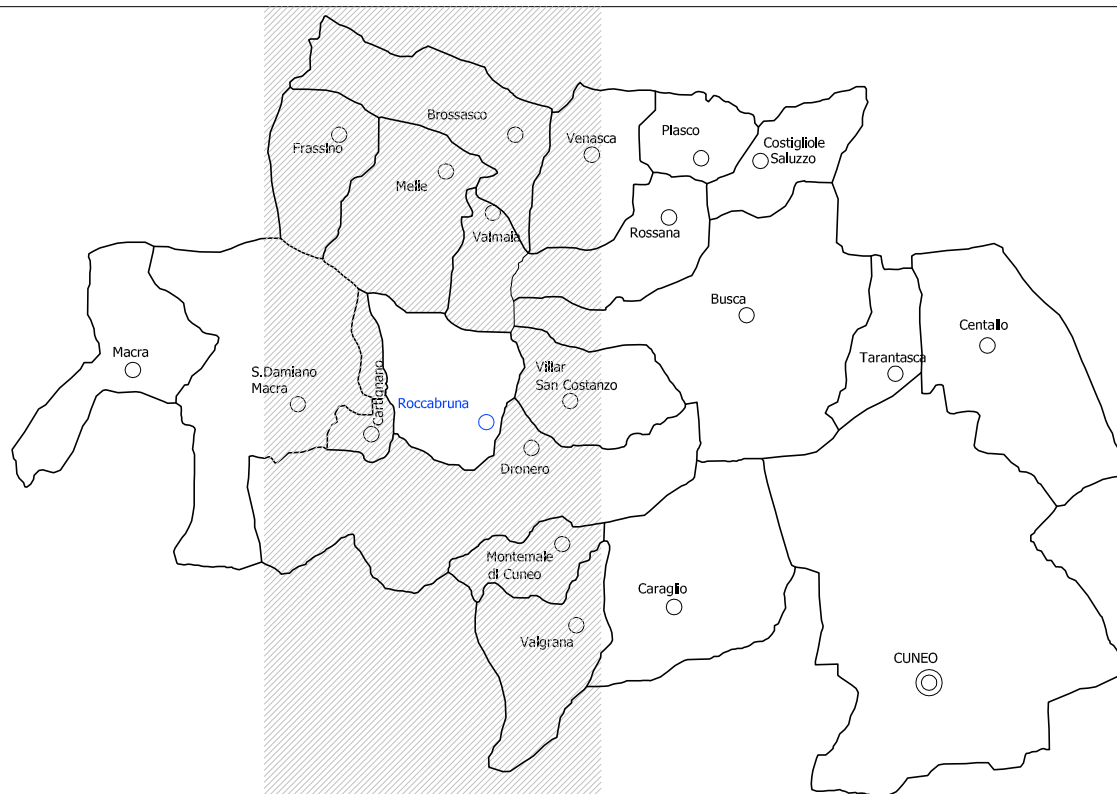 Brossasco
Frassino
Venasca
Piasco
Costigliole
Saluzzo
Melle
Valmala
Rossana
Busca
Centallo
Macra
S.Damiano
Macra
Cartignano
Villar
San Costanzo
Tarantasca
Roccabruna
Dronero
Montemale
di Cuneo
Caraglio
Valgrana
CUNEO